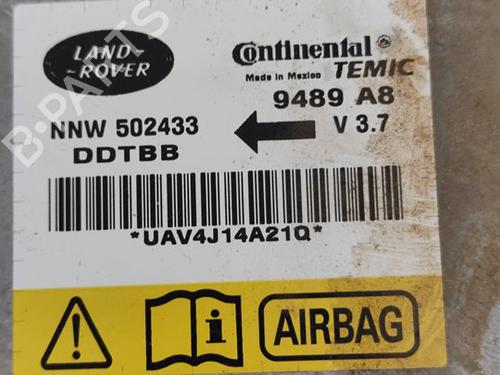 LAND-
-ROVER
Continental®
Made in Mexico TEMIC
9489 A8
NNW 502433 V 3.7
DDTBB
*UAV4J14A21Q*
AIRBAG
B-PARTS